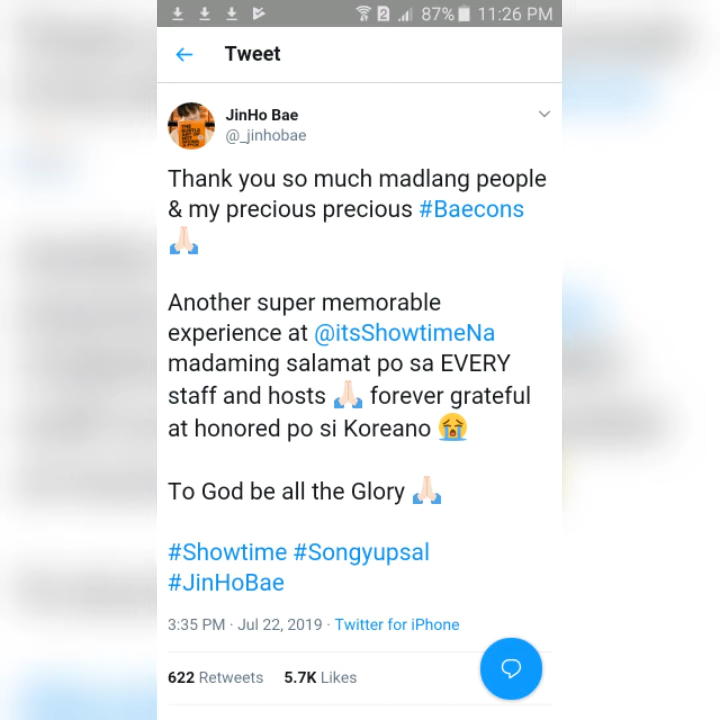 87% 11:26 PM
Tweet
JinHo Bae
@_jinhobae
Thank you so much madlang people
& my precious precious #Baecons
🙏🏻
Another super memorable
experience at @itsShowtimeNa
madaming salamat po sa EVERY
staff and hosts 🙏🏻 forever grateful
at honored po si Koreano 😭
To God be all the Glory 🙏🏻
#Showtime #Songyupsal
#JinHoBae
3:35 PM · Jul 22, 2019 · Twitter for iPhone
622 Retweets 5.7K Likes